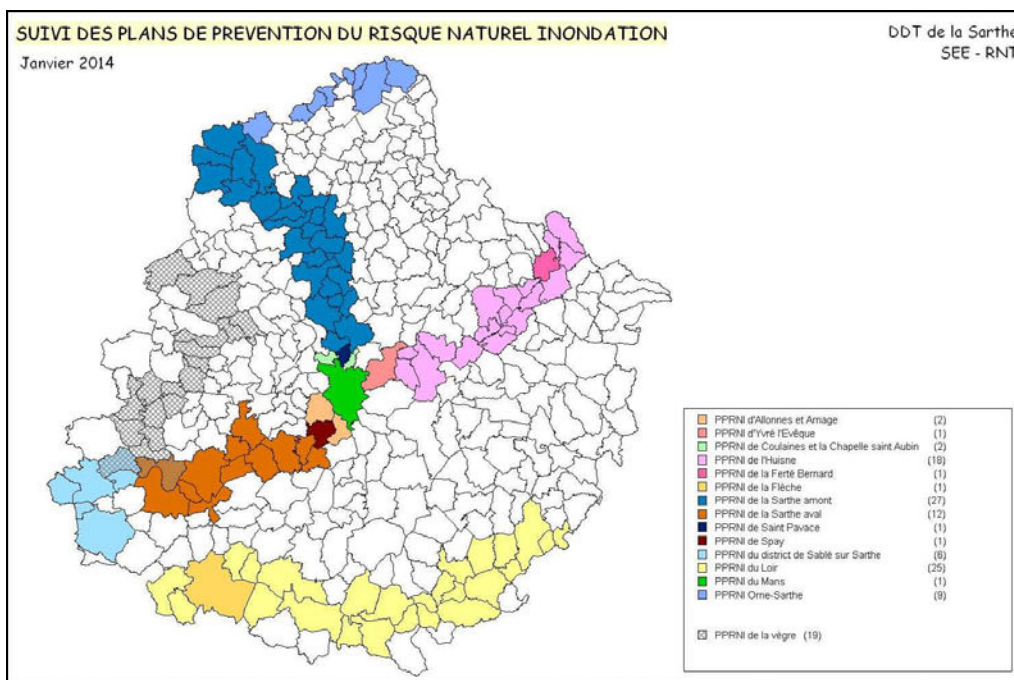 SUIVI DES PLANS DE PREVENTION DU RISQUE NATUREL INONDATION
DDT de la Sarthe
SEE - RNT
Janvier 2014
PPRNI d'Allonnes et Arnage (2)
PPRNI d'Yvré l'Evêque (1)
PPRNI de Coulaines et la Chapelle saint Aubin (2)
PPRNI de l'Huisne (18)
PPRNI de la Ferté Bernard (1)
PPRNI de la Flèche (1)
PPRNI de la Sarthe amont (27)
PPRNI de la Sarthe aval (12)
PPRNI de Saint Pavace (1)
PPRNI de Spay (1)
PPRNI du district de Sablé sur Sarthe (6)
PPRNI du Loir (25)
PPRNI du Mans (1)
PPRNI Orne-Sarthe (9)
PPRNI de la vègre (19)